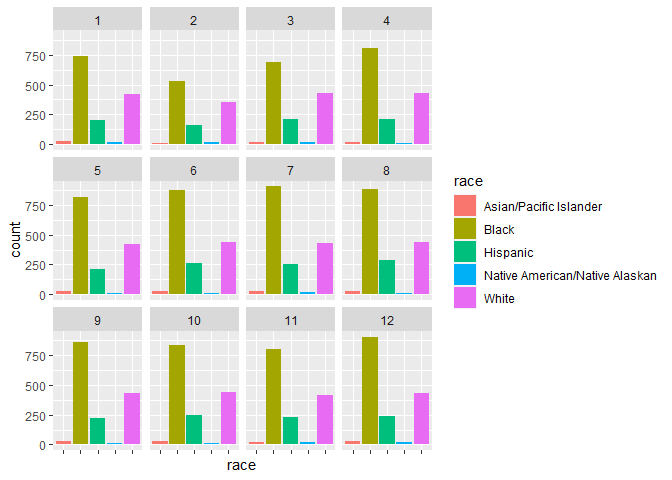 1 2 3 4
750
500
250
0
5 6 7 8
750
500
250
0
9 10 11 12
750
500
250
0
count
race
race
Asian/Pacific Islander
Black
Hispanic
Native American/Native Alaskan
White